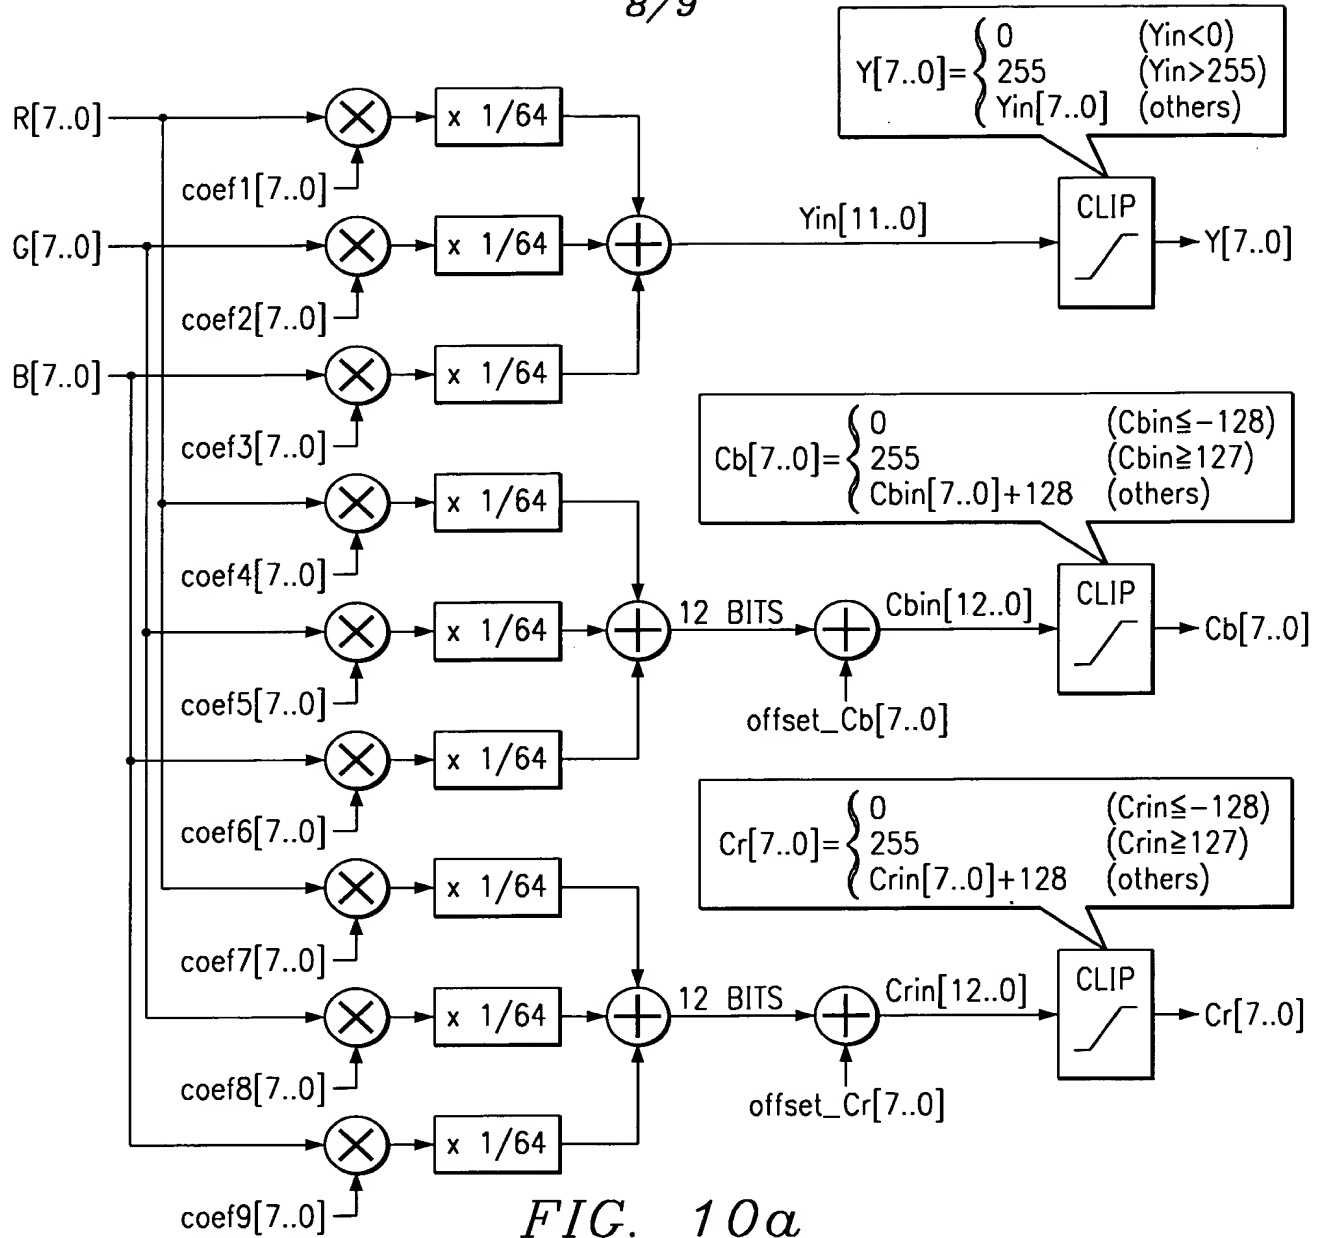 8/9
Y[7..0]={ 0 (Yin<0)
255 (Yin>255)
Yin[7..0] (others)
R[7..0]
x 1/64
coef1[7..0]
CLIP
Yin[11..0]
G[7..0]
x 1/64
Y[7..0]
coef2[7..0]
B[7..0]
x 1/64
coef3[7..0]
Cb[7..0]={ 0 (Cbin≦-128)
255 (Cbin≧127)
Cbin[7..0]+128 (others)
x 1/64
coef4[7..0]
CLIP
12 BITS
Cbin[12..0]
x 1/64
Cb[7..0]
coef5[7..0]
offset_Cb[7..0]
x 1/64
coef6[7..0]
Cr[7..0]={ 0 (Crin≦-128)
255 (Crin≧127)
Crin[7..0]+128 (others)
x 1/64
coef7[7..0]
CLIP
12 BITS
Crin[12..0]
x 1/64
Cr[7..0]
coef8[7..0]
offset_Cr[7..0]
x 1/64
coef9[7..0]
FIG. 10a